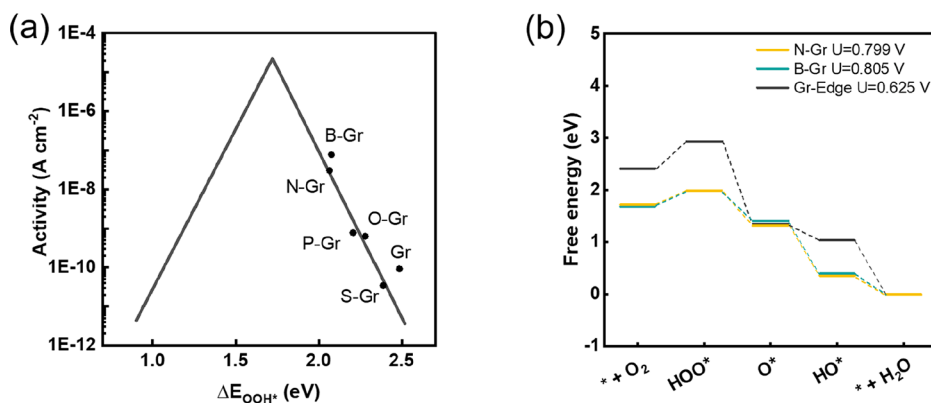 (a)
Activity (A cm⁻²)
1E-4
1E-6
1E-8
1E-10
1E-12
B-Gr
N-Gr
O-Gr
P-Gr
Gr
S-Gr
1.0
1.5
2.0
2.5
ΔE_OOH* (eV)
(b)
Free energy (eV)
5
4
3
2
1
0
-1
N-Gr U=0.799 V
B-Gr U=0.805 V
Gr-Edge U=0.625 V
* + O₂
HOO*
O*
HO*
* + H₂O